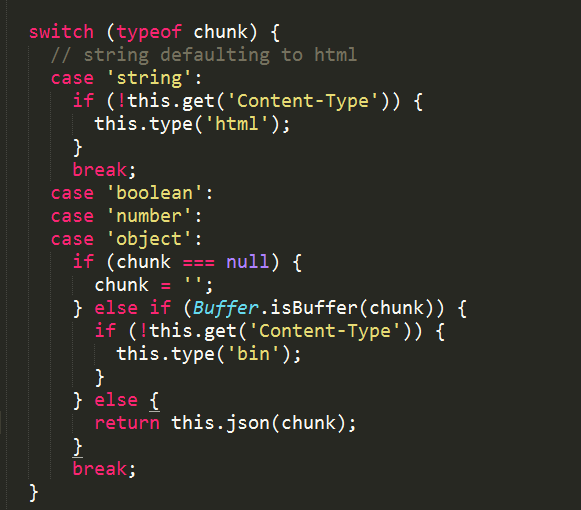 switch (typeof chunk) {
  // string defaulting to html
  case 'string':
    if (!this.get('Content-Type')) {
      this.type('html');
    }
    break;
  case 'boolean':
  case 'number':
  case 'object':
    if (chunk === null) {
      chunk = '';
    } else if (Buffer.isBuffer(chunk)) {
      if (!this.get('Content-Type')) {
        this.type('bin');
      }
    } else {
      return this.json(chunk);
    }
    break;
}